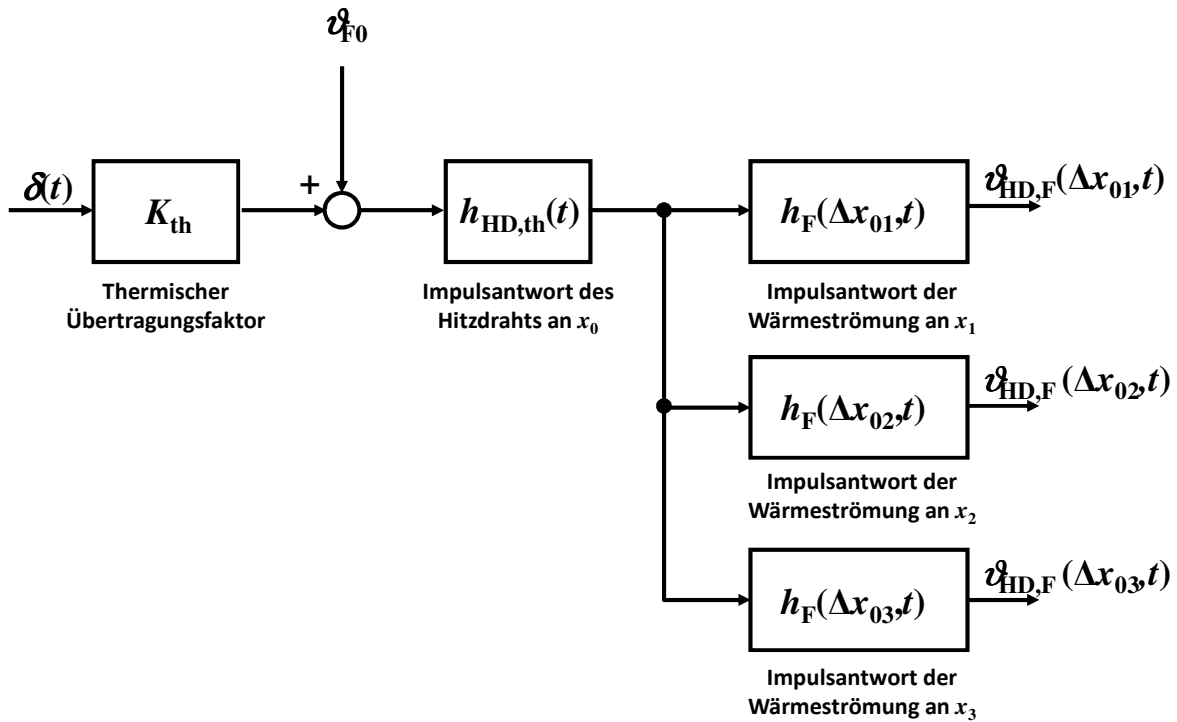 ϑF0
δ(t)
Kth
+
hHD,th(t)
hF(Δx01,t)
ϑHD,F(Δx01,t)
Thermischer
Übertragungsfaktor
Impulsantwort des
Hitzdrahts an x0
Impulsantwort der
Wärmeströmung an x1
hF(Δx02,t)
ϑHD,F(Δx02,t)
Impulsantwort der
Wärmeströmung an x2
hF(Δx03,t)
ϑHD,F(Δx03,t)
Impulsantwort der
Wärmeströmung an x3